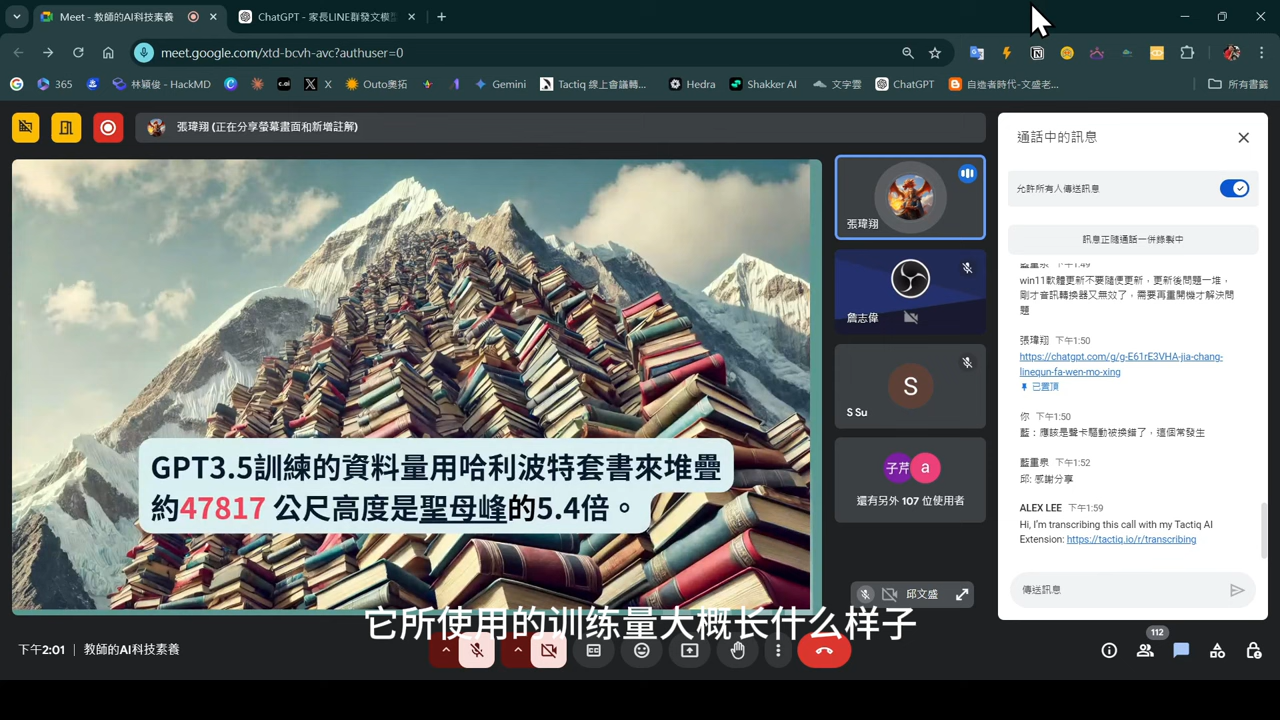 Meet - 教師的AI科技素養
ChatGPT - 家長LINE群發文模
meet.google.com/xtd-bcvh-avc?authuser=0
365
林穎俊 - HackMD
X
Outo奧拓
Gemini
Tactiq 線上會議轉...
Hedra
Shakker AI
文字雲
ChatGPT
自造者時代-文盛老...
所有書籤
張瑋翔 (正在分享螢幕畫面和新增註解)
GPT3.5訓練的資料量用哈利波特套書來堆疊
約47817 公尺高度是聖母峰的5.4倍。
張瑋翔
詹志偉
S
S Su
子芹
a
還有另外 107 位使用者
邱文盛
通話中的訊息
允許所有人傳送訊息
訊息正隨通話一併錄製中
win11軟體更新不要隨便更新，更新後問題一堆，
剛才音訊轉換器又無效了，需要再重開機才解決問
題
張瑋翔 下午1:50
https://chatgpt.com/g/g-E61rE3VHA-jia-chang-
linequn-fa-wen-mo-xing
已置頂
你 下午1:50
藍：應該是聲卡驅動被換錯了，這個常發生
藍重泉 下午1:52
邱: 感謝分享
ALEX LEE 下午1:59
Hi, I'm transcribing this call with my Tactiq AI
Extension: https://tactiq.io/r/transcribing
傳送訊息
它所使用的训练量大概长什么样子
下午2:01 | 教師的AI科技素養
112